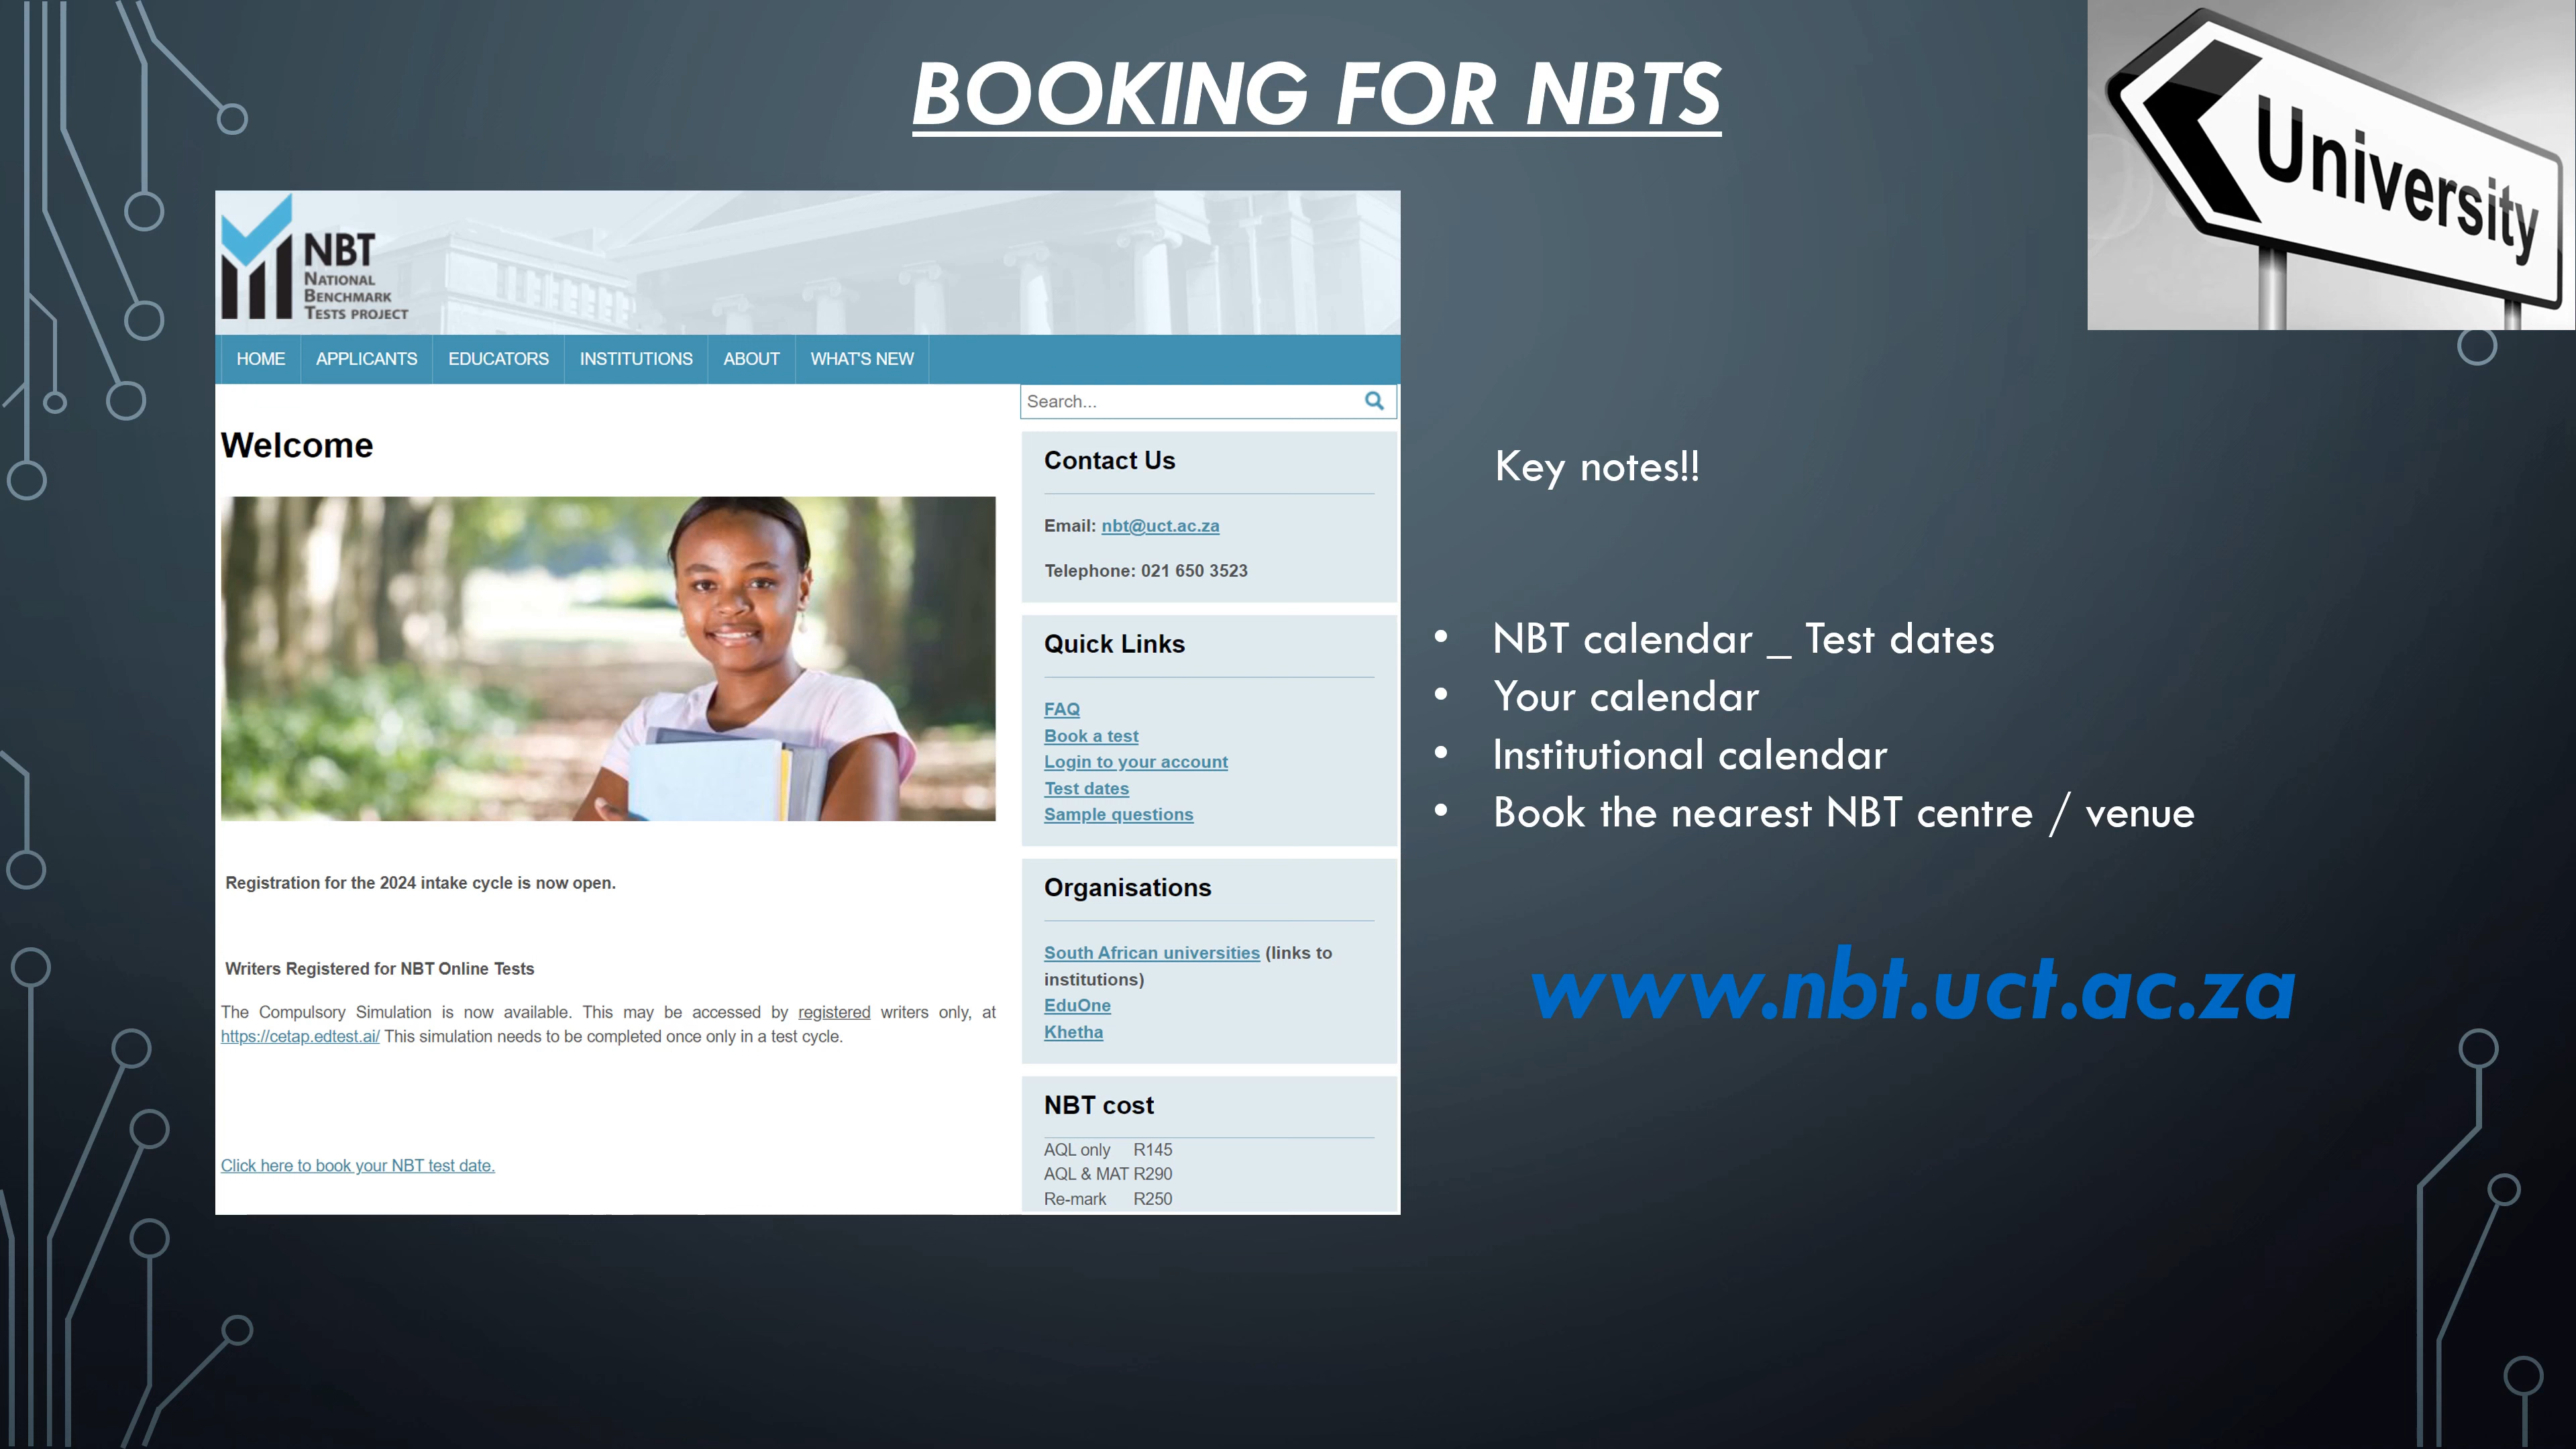 BOOKING FOR NBTS
University
NBT
NATIONAL
BENCHMARK
TESTS PROJECT
HOME APPLICANTS EDUCATORS INSTITUTIONS ABOUT WHAT'S NEW
Search...
Welcome
Contact Us
Email: nbt@uct.ac.za
Telephone: 021 650 3523
Quick Links
FAQ
Book a test
Login to your account
Test dates
Sample questions
Registration for the 2024 intake cycle is now open.
Writers Registered for NBT Online Tests
The Compulsory Simulation is now available. This may be accessed by registered writers only, at
https://cetap.edtest.ai/ This simulation needs to be completed once only in a test cycle.
Click here to book your NBT test date.
Organisations
South African universities (links to
institutions)
EduOne
Khetha
NBT cost
AQL only R145
AQL & MAT R290
Re-mark R250
Key notes!!
• NBT calendar _ Test dates
• Your calendar
• Institutional calendar
• Book the nearest NBT centre / venue
www.nbt.uct.ac.za